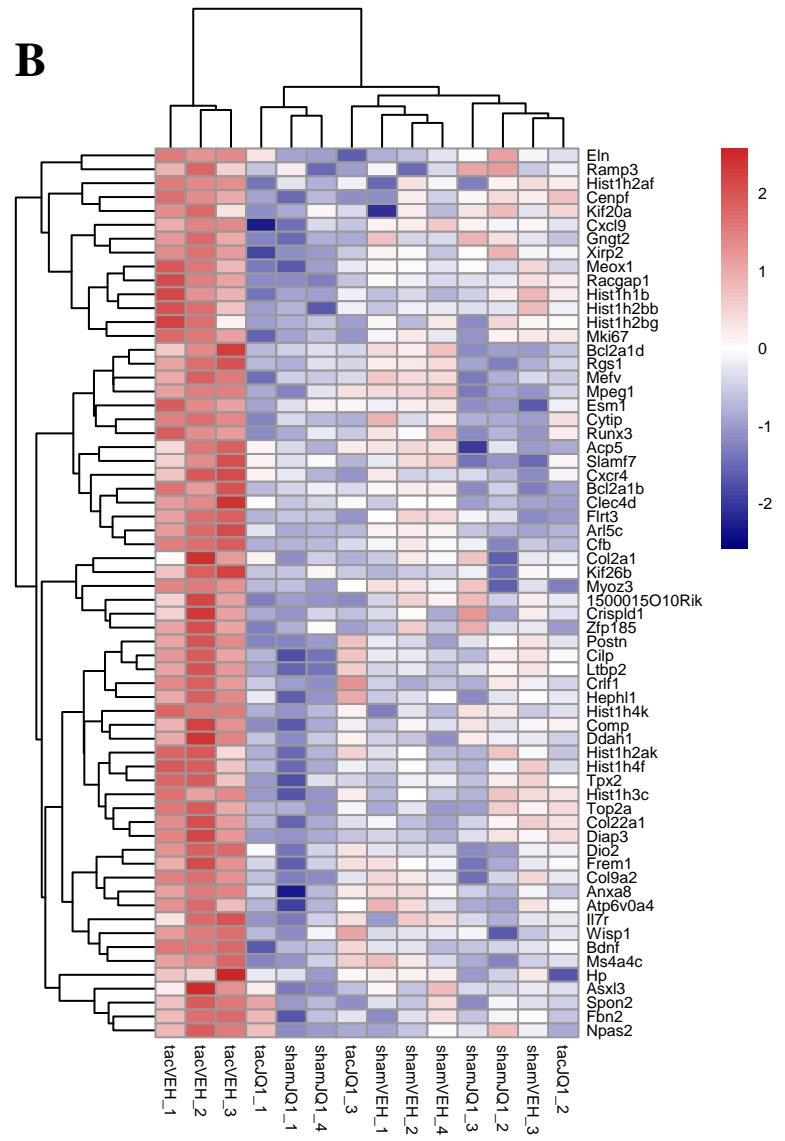 B
Eln
Ramp3
Hist1h2af
Cenpf
Kif20a
Cxcl9
Gngt2
Xirp2
Meox1
Racgap1
Hist1h1b
Hist1h2bb
Hist1h2bg
Mki67
Bcl2a1d
Rgs1
Mefv
Mpeg1
Esm1
Cytip
Runx3
Acp5
Slamf7
Cxcr4
Bcl2a1b
Clec4d
Flrt3
Arl5c
Cfb
Col2a1
Kif26b
Myoz3
1500015O10Rik
Crispld1
Zfp185
Postn
Cilp
Ltbp2
Crlf1
Hephl1
Hist1h4k
Comp
Ddah1
Hist1h2ak
Hist1h4f
Tpx2
Hist1h3c
Top2a
Col22a1
Diap3
Dio2
Frem1
Col9a2
Anxa8
Atp6v0a4
Il7r
Wisp1
Bdnf
Ms4a4c
Hp
Asxl3
Spon2
Fbn2
Npas2
2
1
0
-1
-2
tacVEH_1
tacVEH_2
tacVEH_3
tacJQ1_1
shamJQ1_1
shamJQ1_4
tacJQ1_3
shamVEH_1
shamVEH_2
shamVEH_4
shamJQ1_3
shamJQ1_2
shamVEH_3
tacJQ1_2